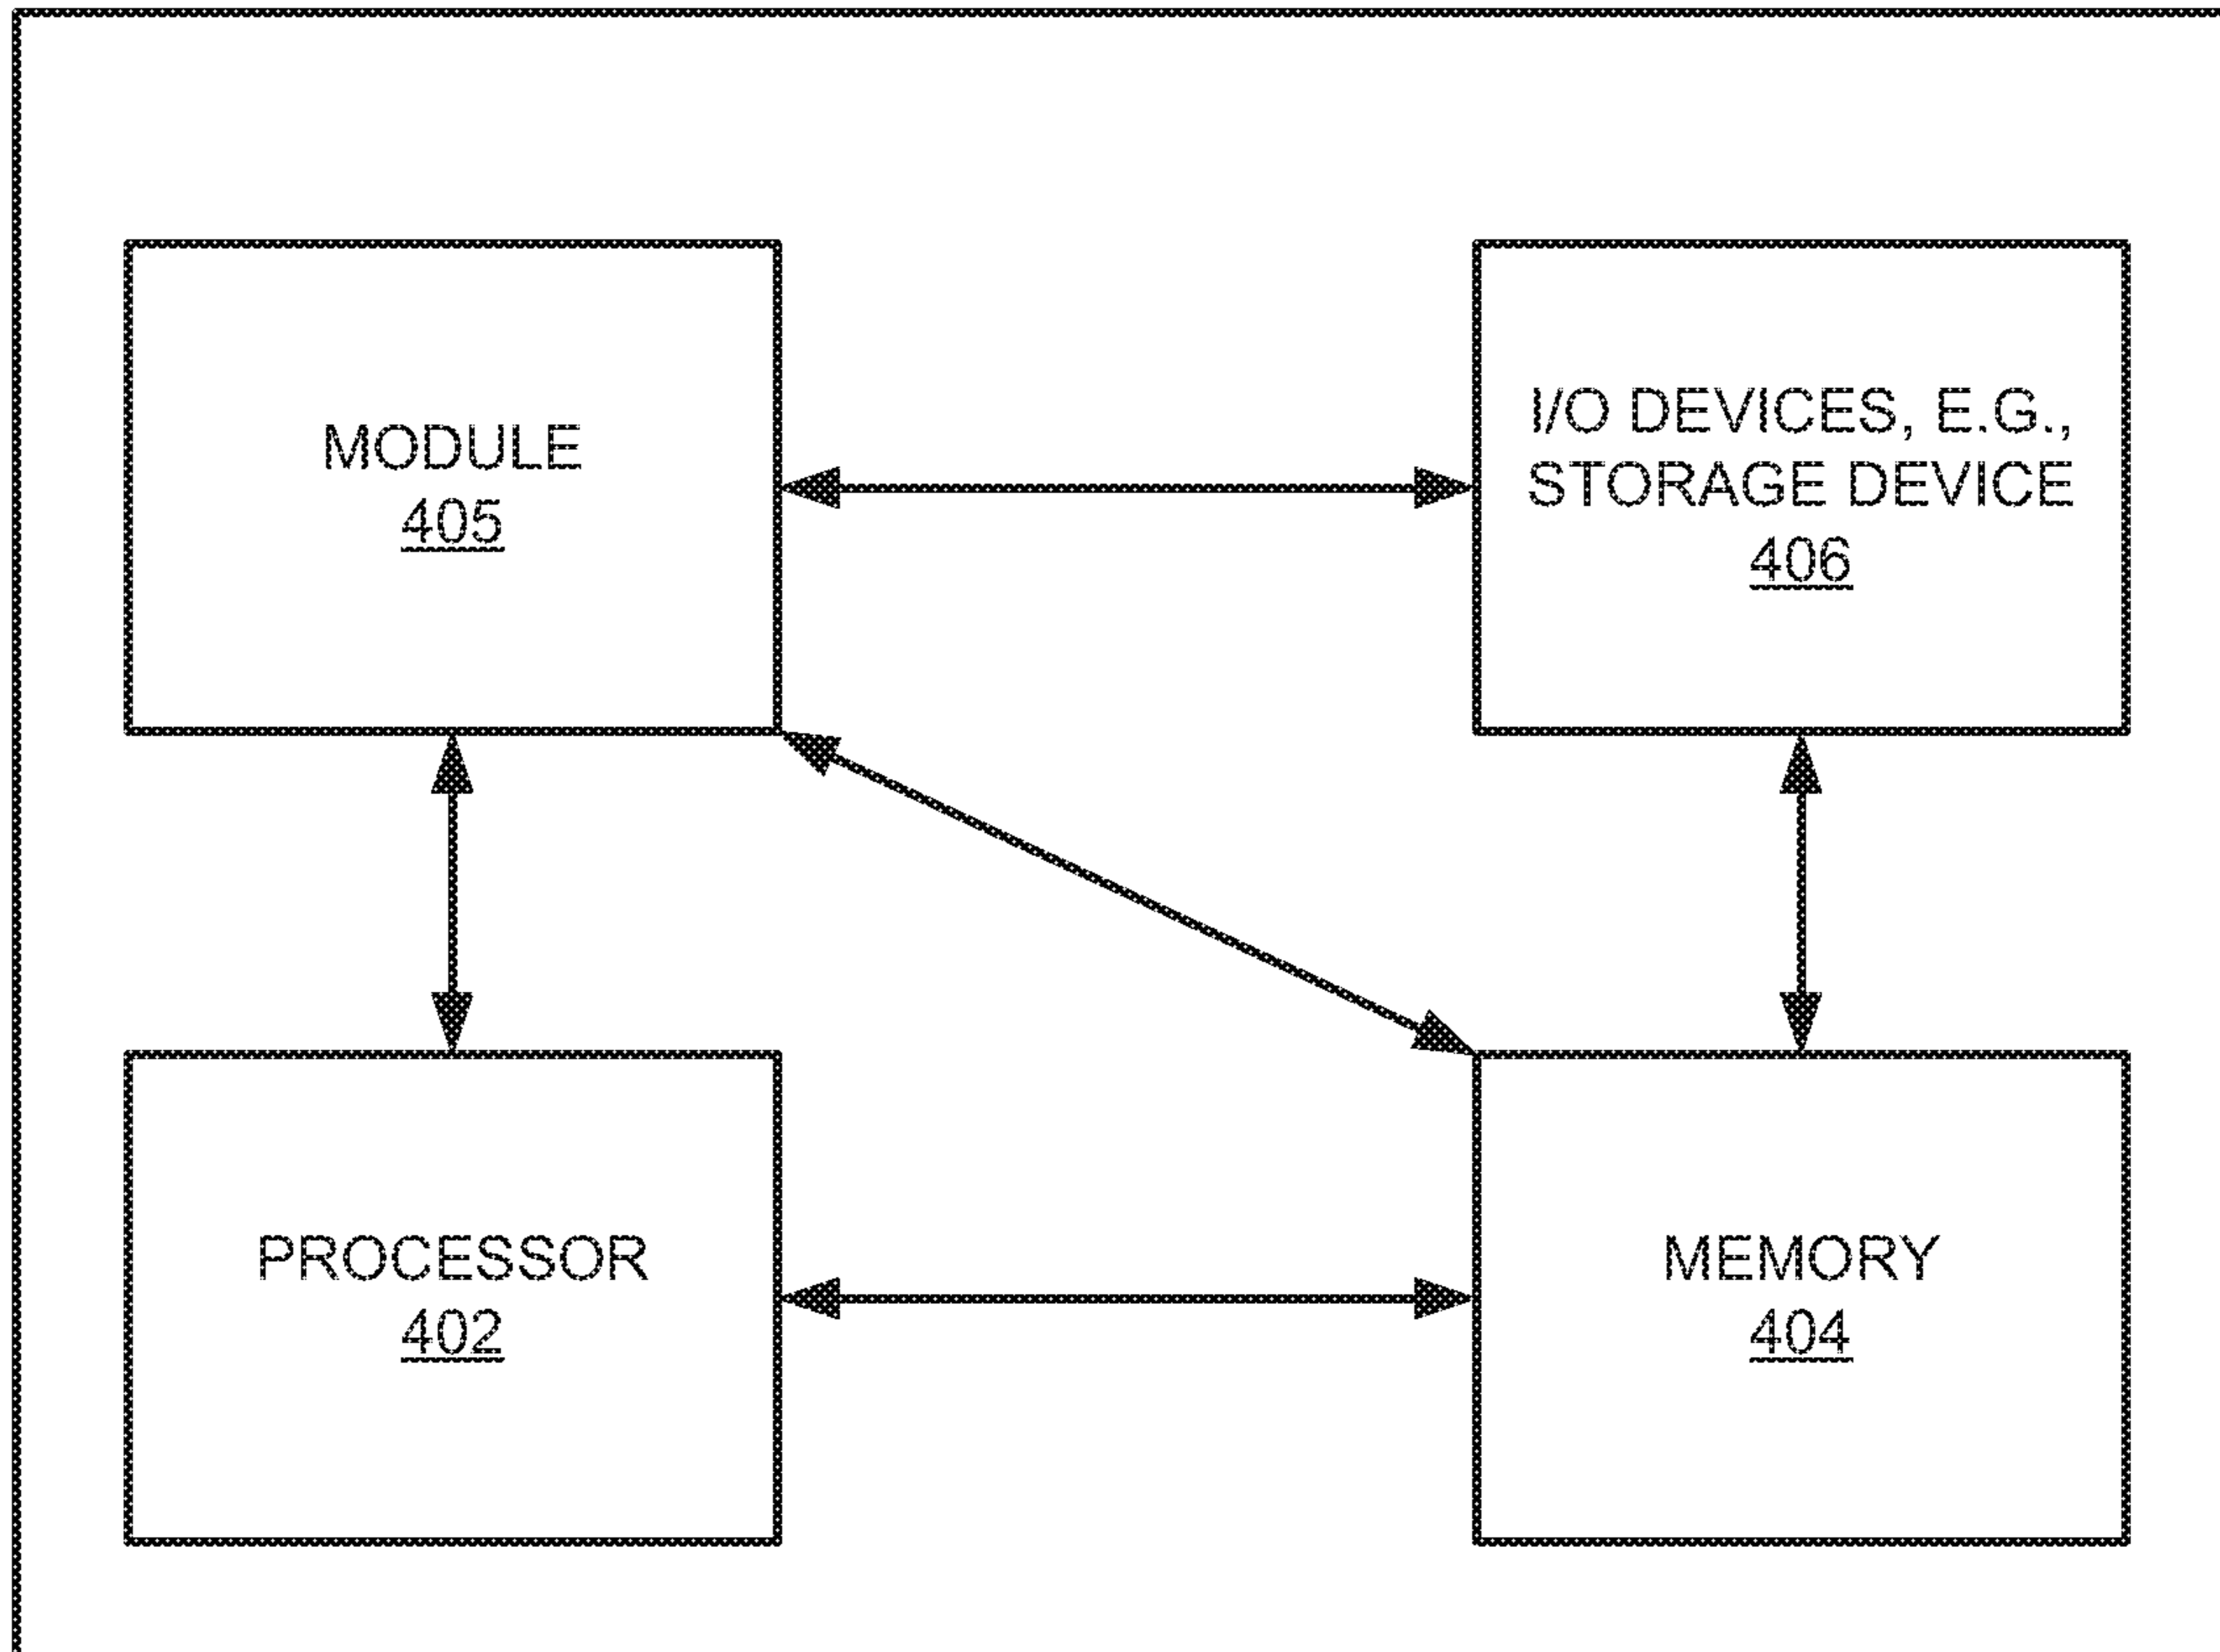 MODULE
405
I/O DEVICES, E.G.,
STORAGE DEVICE
406
PROCESSOR
402
MEMORY
404